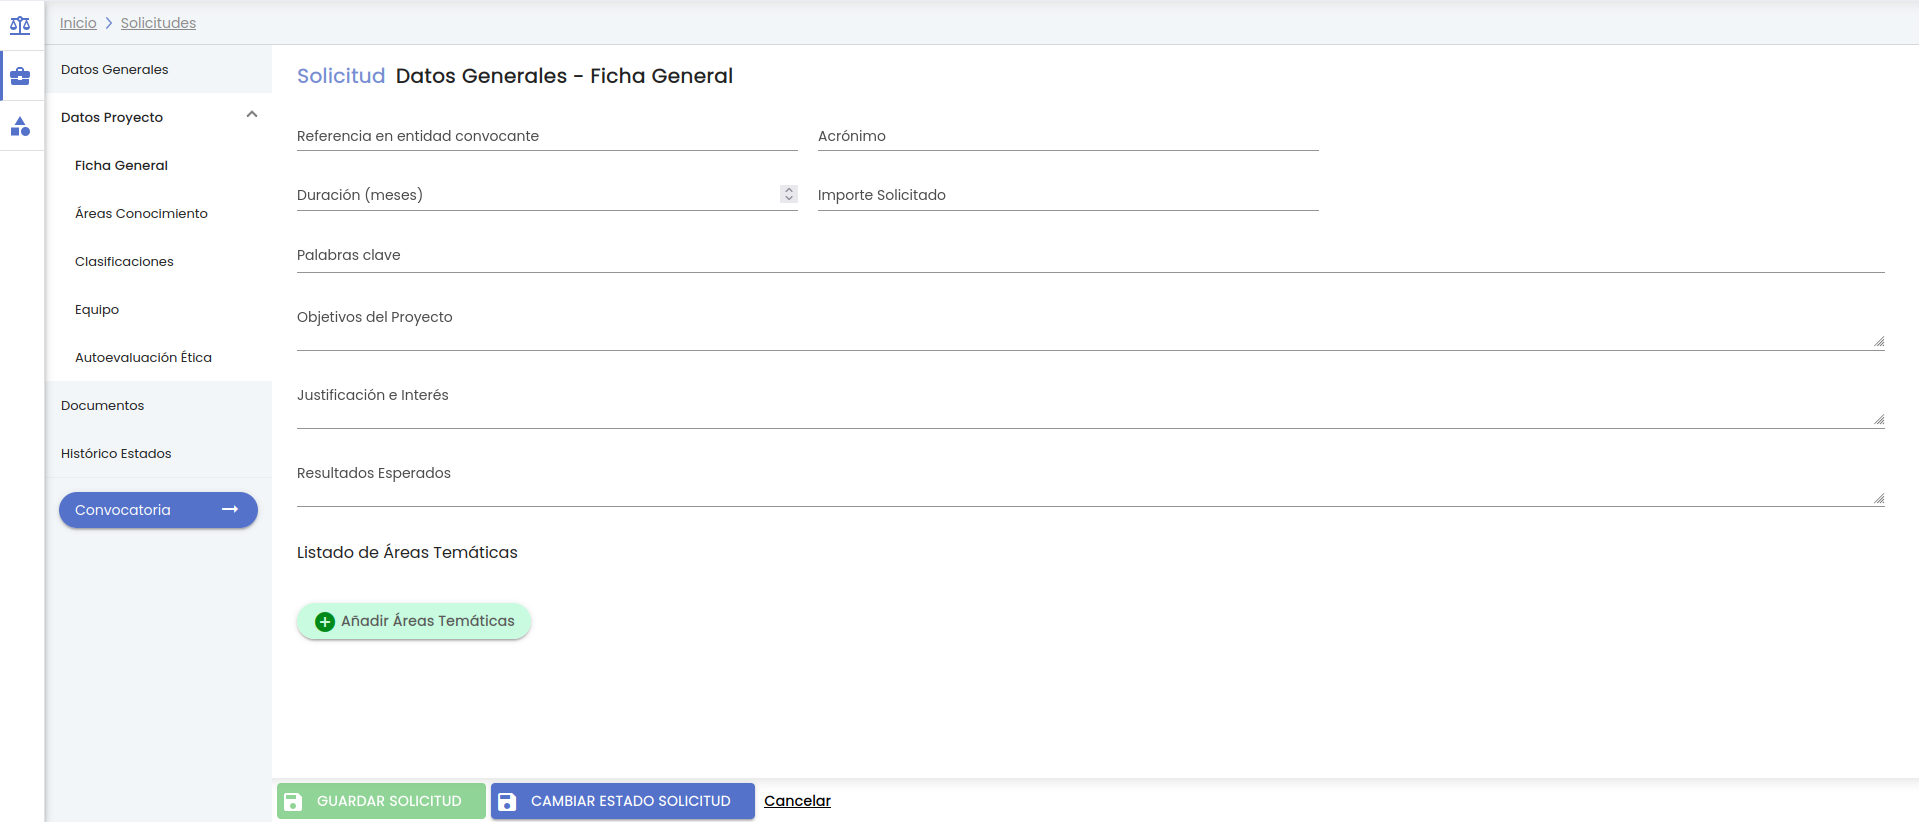 Inicio > Solicitudes
Datos Generales
Datos Proyecto
Ficha General
Áreas Conocimiento
Clasificaciones
Equipo
Autoevaluación Ética
Documentos
Histórico Estados
Convocatoria →
Solicitud Datos Generales - Ficha General
Referencia en entidad convocante
Acrónimo
Duración (meses)
Importe Solicitado
Palabras clave
Objetivos del Proyecto
Justificación e Interés
Resultados Esperados
Listado de Áreas Temáticas
Añadir Áreas Temáticas
GUARDAR SOLICITUD
CAMBIAR ESTADO SOLICITUD
Cancelar